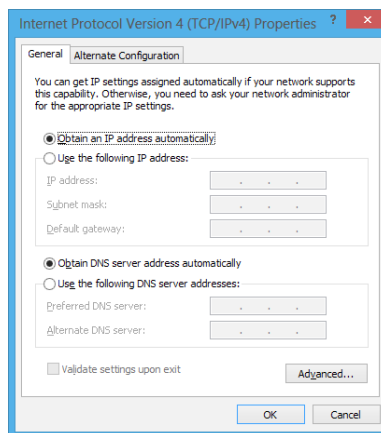 Internet Protocol Version 4 (TCP/IPv4) Properties ? ×
General Alternate Configuration
You can get IP settings assigned automatically if your network supports
this capability. Otherwise, you need to ask your network administrator
for the appropriate IP settings.
Obtain an IP address automatically
Use the following IP address:
IP address: . . .
Subnet mask: . . .
Default gateway: . . .
Obtain DNS server address automatically
Use the following DNS server addresses:
Preferred DNS server: . . .
Alternate DNS server: . . .
Validate settings upon exit
Advanced...
OK Cancel